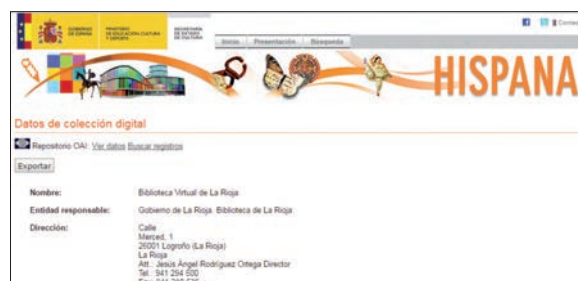 GOBIERNO DE ESPAÑA
MINISTERIO DE EDUCACIÓN, CULTURA Y DEPORTE
SECRETARÍA DE ESTADO DE CULTURA
Inicio Presentación Búsqueda
HISPANA
Datos de colección digital
Repositorio OAI: Ver datos Buscar registros
Exportar
Nombre: Biblioteca Virtual de La Rioja
Entidad responsable: Gobierno de La Rioja. Biblioteca de La Rioja
Dirección: Calle
Merced, 1
26001 Logroño (La Rioja)
La Rioja
Att.: Jesús Ángel Rodríguez Ortega Director
Tel.: 941 294 500